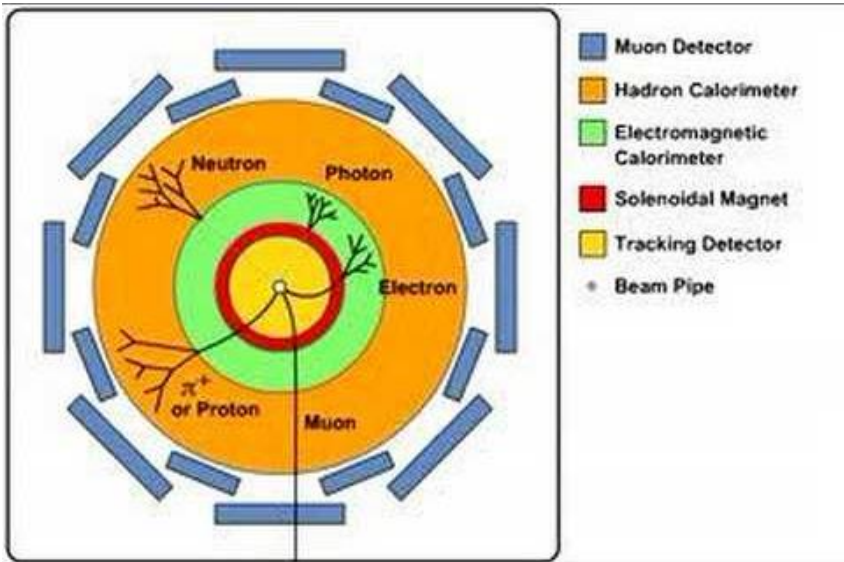 Neutron
Photon
Electron
π+
or Proton
Muon
Muon Detector
Hadron Calorimeter
Electromagnetic
Calorimeter
Solenoidal Magnet
Tracking Detector
Beam Pipe